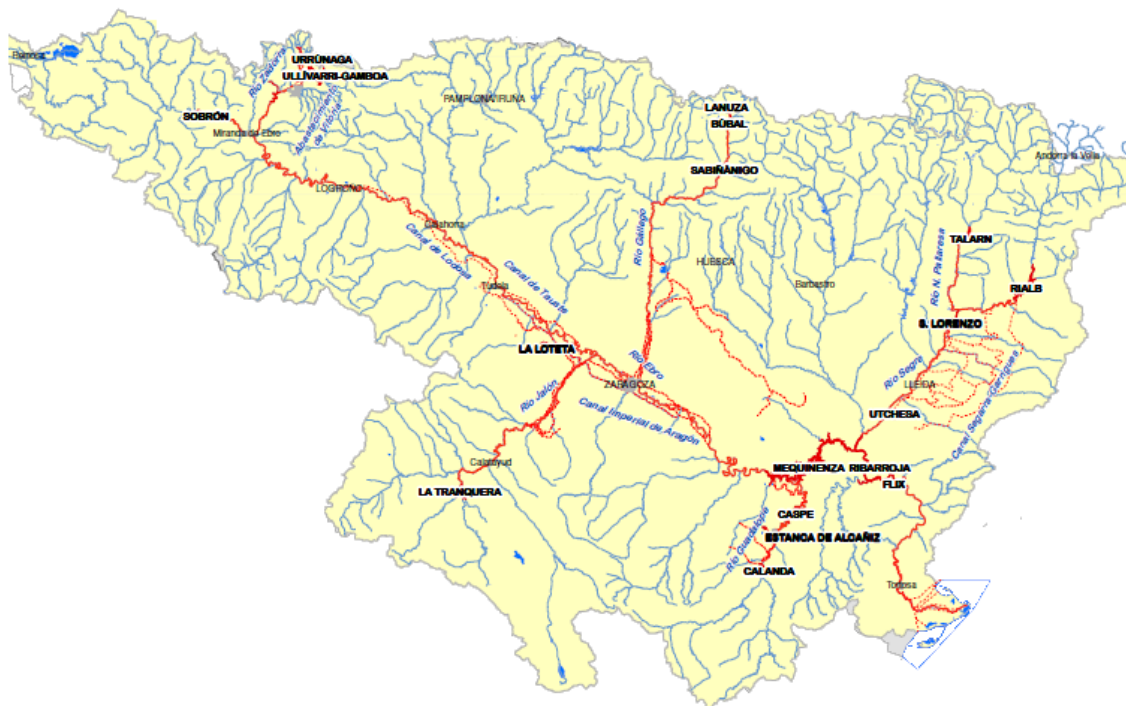 Reinosa
URRÚNAGA
ULLÍVARRI-GAMBOA
Río Zadorra
Abastecimiento
de Vitoria
PAMPLONA/IRUÑA
SOBRÓN
Miranda de Ebro
LANUZA
BÚBAL
Andorra la Vella
SABIÑÁNIGO
LOGROÑO
Calahorra
Canal de Lodosa
Río Gállego
Río N. Pallaresa
TALARN
HUESCA
Barbastro
Tudela
Canal de Tauste
RIALB
S. LORENZO
LA LOTETA
Río Ebro
ZARAGOZA
Río Segre
LLEIDA
Río Jalón
Canal Iimperial de Aragón
UTCHESA
Canal Segarra-Garrigues
Calatayud
LA TRANQUERA
MEQUINENZA
RIBARROJA
FLIX
CASPE
Río Guadalope
ESTANCA DE ALCAÑIZ
CALANDA
Tortosa